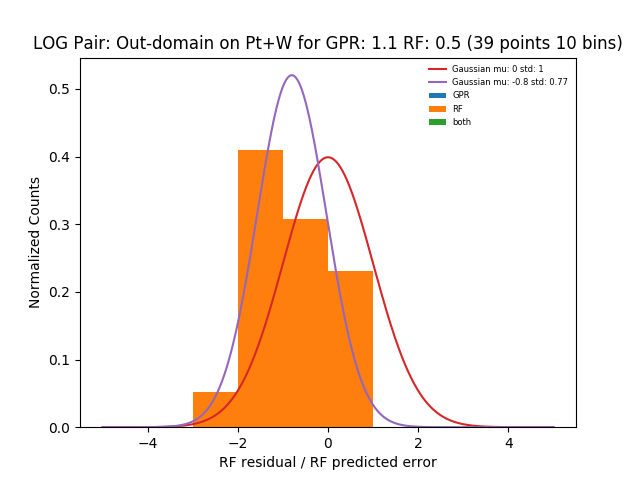 LOG Pair: Out-domain on Pt+W for GPR: 1.1 RF: 0.5 (39 points 10 bins)
Gaussian mu: 0 std: 1
Gaussian mu: -0.8 std: 0.77
GPR
RF
both
Normalized Counts
0.5
0.4
0.3
0.2
0.1
0.0
−4 −2 0 2 4
RF residual / RF predicted error